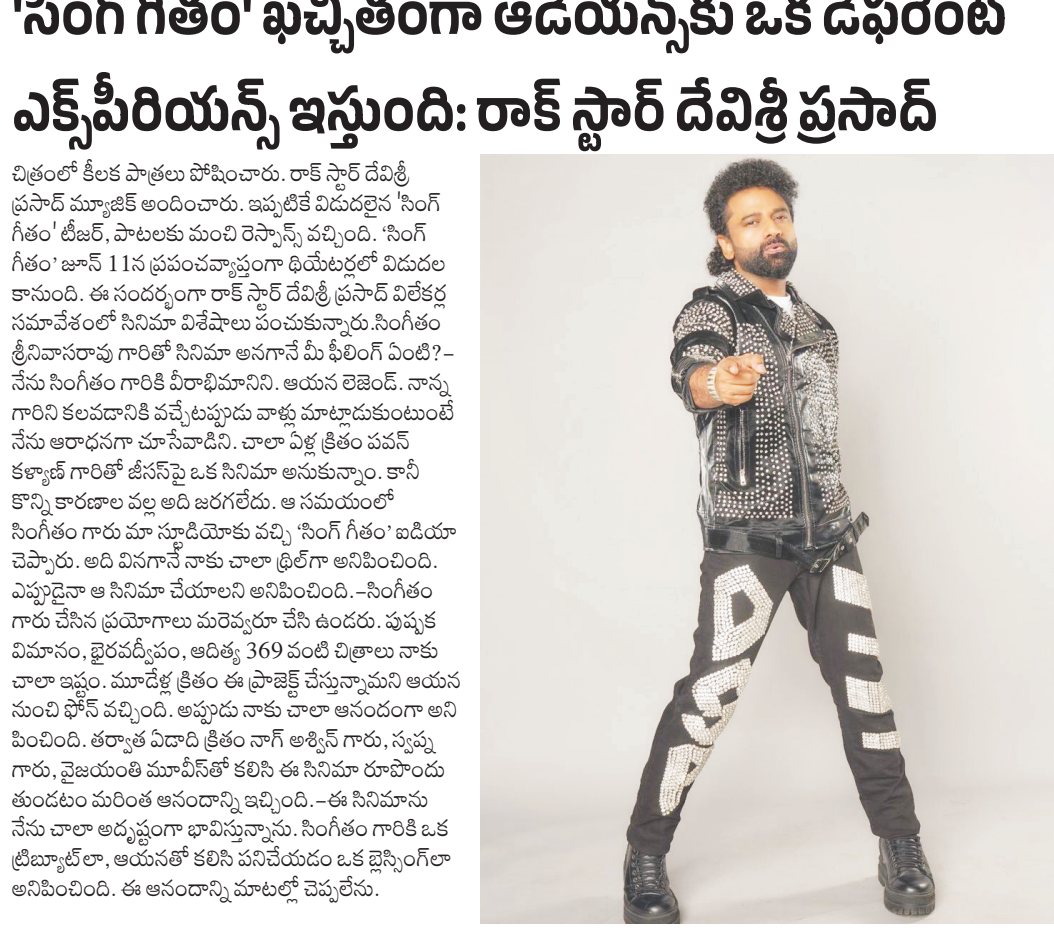 'సింగ్ గీతం' ఖచ్చితంగా ఆడియన్స్‌కు ఒక డిఫరెంట్
ఎక్స్‌పీరియన్స్ ఇస్తుంది: రాక్ స్టార్ దేవిశ్రీ ప్రసాద్
చిత్రంలో కీలక పాత్రలు పోషించారు. రాక్ స్టార్ దేవిశ్రీ
ప్రసాద్ మ్యూజిక్ అందించారు. ఇప్పటికే విడుదలైన 'సింగ్
గీతం' టీజర్, పాటలకు మంచి రెస్పాన్స్ వచ్చింది. ‘సింగ్
గీతం’ జూన్ 11న ప్రపంచవ్యాప్తంగా థియేటర్లలో విడుదల
కానుంది. ఈ సందర్భంగా రాక్ స్టార్ దేవిశ్రీ ప్రసాద్ విలేకర్ల
సమావేశంలో సినిమా విశేషాలు పంచుకున్నారు.సింగీతం
శ్రీనివాసరావు గారితో సినిమా అనగానే మీ ఫీలింగ్ ఏంటి?–
నేను సింగీతం గారికి వీరాభిమానిని. ఆయన లెజెండ్. నాన్న
గారిని కలవడానికి వచ్చేటప్పుడు వాళ్లు మాట్లాడుకుంటుంటే
నేను ఆరాధనగా చూసేవాడిని. చాలా ఏళ్ల క్రితం పవన్
కళ్యాణ్ గారితో జీసస్‌పై ఒక సినిమా అనుకున్నాం. కానీ
కొన్ని కారణాల వల్ల అది జరగలేదు. ఆ సమయంలో
సింగీతం గారు మా స్టూడియోకు వచ్చి ‘సింగ్ గీతం’ ఐడియా
చెప్పారు. అది వినగానే నాకు చాలా థ్రిల్‌గా అనిపించింది.
ఎప్పుడైనా ఆ సినిమా చేయాలని అనిపించింది.–సింగీతం
గారు చేసిన ప్రయోగాలు మరెవ్వరూ చేసి ఉండరు. పుష్పక
విమానం, భైరవద్వీపం, ఆదిత్య 369 వంటి చిత్రాలు నాకు
చాలా ఇష్టం. మూడేళ్ల క్రితం ఈ ప్రాజెక్ట్ చేస్తున్నామని ఆయన
నుంచి ఫోన్ వచ్చింది. అప్పుడు నాకు చాలా ఆనందంగా అని
పించింది. తర్వాత ఏడాది క్రితం నాగ్ అశ్విన్ గారు, స్వప్న
గారు, వైజయంతి మూవీస్‌తో కలిసి ఈ సినిమా రూపొందు
తుండటం మరింత ఆనందాన్ని ఇచ్చింది.–ఈ సినిమాను
నేను చాలా అదృష్టంగా భావిస్తున్నాను. సింగీతం గారికి ఒక
ట్రిబ్యూట్‌లా, ఆయనతో కలిసి పనిచేయడం ఒక బ్లెస్సింగ్‌లా
అనిపించింది. ఈ ఆనందాన్ని మాటల్లో చెప్పలేను.